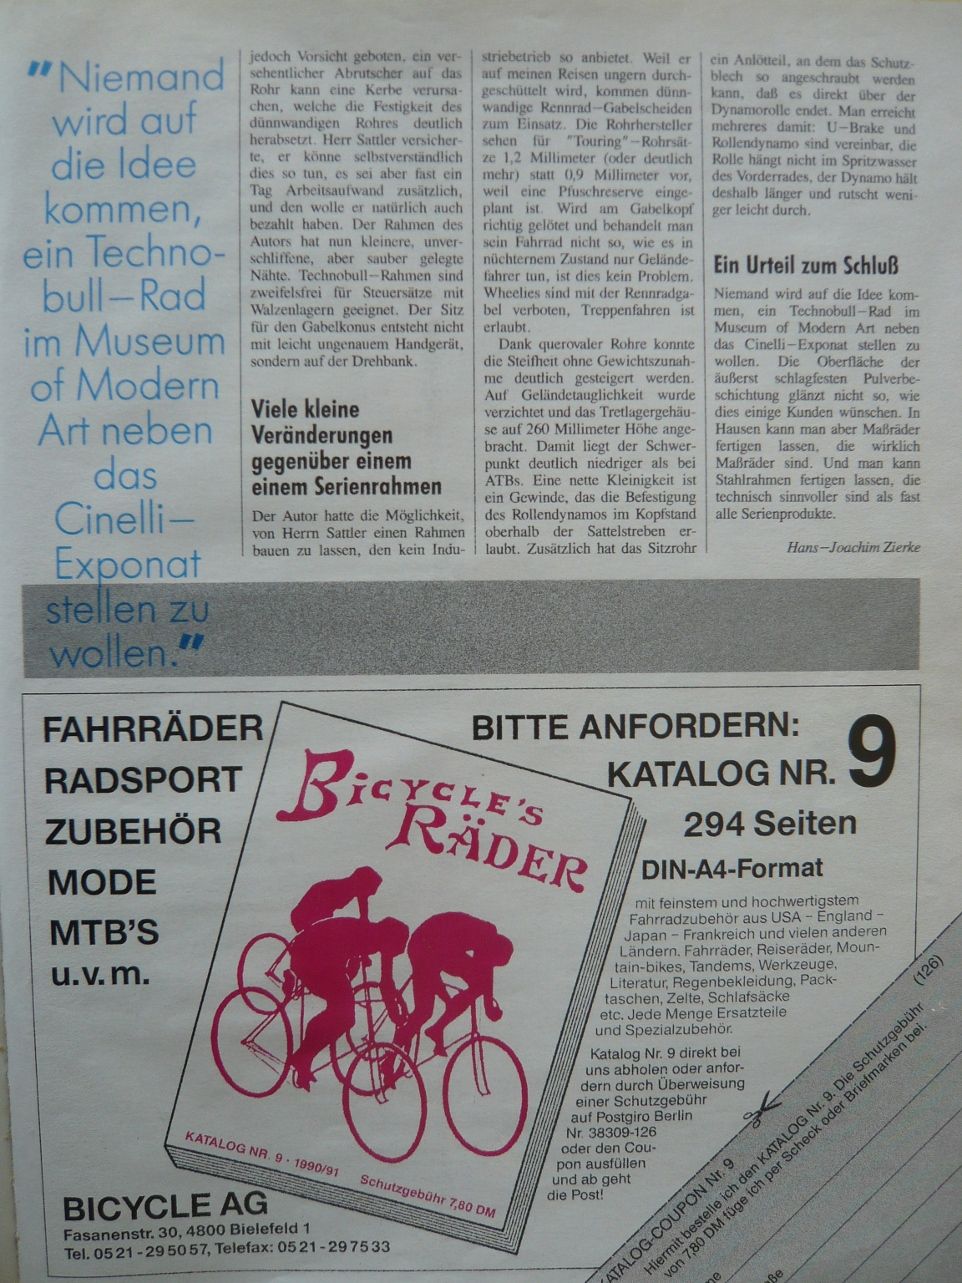 "Niemand
wird auf
die Idee
kommen,
ein Techno-
bull-Rad
im Museum
of Modern
Art neben
das
Cinelli-
Exponat
stellen zu
wollen."
jedoch Vorsicht geboten, ein ver-
sehentlicher Abrutscher auf das
Rohr kann eine Kerbe verursa-
chen, welche die Festigkeit des
dünnwandigen Rohres deutlich
herabsetzt. Herr Sattler versicher-
te, er könne selbstverständlich
dies so tun, es sei aber fast ein
Tag Arbeitsaufwand zusätzlich,
und den wolle er natürlich auch
bezahlt haben. Der Rahmen des
Autors hat nun kleinere, unver-
schliffene, aber sauber gelegte
Nähte. Technobull-Rahmen sind
zweifelsfrei für Steuersätze mit
Walzenlagern geeignet. Der Sitz
für den Gabelkonus entsteht nicht
mit leicht ungenauem Handgerät,
sondern auf der Drehbank.
Viele kleine
Veränderungen
gegenüber einem
einem Serienrahmen
Der Autor hatte die Möglichkeit,
von Herrn Sattler einen Rahmen
bauen zu lassen, den kein Indu-
striebetrieb so anbietet. Weil er
auf meinen Reisen ungern durch-
geschüttelt wird, kommen dünn-
wandige Rennrad-Gabelscheiden
zum Einsatz. Die Rohrhersteller
sehen für "Touring"-Rohrsät-
ze 1,2 Millimeter (oder deutlich
mehr) statt 0,9 Millimeter vor,
weil eine Pfuschreserve einge-
plant ist. Wird am Gabelkopf
richtig gelötet und behandelt man
sein Fahrrad nicht so, wie es in
nüchternem Zustand nur Gelände-
fahrer tun, ist dies kein Problem.
Wheelies sind mit der Rennradga-
bel verboten, Treppenfahren ist
erlaubt.
Dank querovaler Rohre konnte
die Steifheit ohne Gewichtszunah-
me deutlich gesteigert werden.
Auf Geländetauglichkeit wurde
verzichtet und das Tretlagergehäu-
se auf 260 Millimeter Höhe ange-
bracht. Damit liegt der Schwer-
punkt deutlich niedriger als bei
ATBs. Eine nette Kleinigkeit ist
ein Gewinde, das die Befestigung
des Rollendynamos im Kopfstand
oberhalb der Sattelstreben er-
laubt. Zusätzlich hat das Sitzrohr
ein Anlötteil, an dem das Schutz-
blech so angeschraubt werden
kann, daß es direkt über der
Dynamorolle endet. Man erreicht
mehreres damit: U-Brake und
Rollendynamo sind vereinbar, die
Rolle hängt nicht im Spritzwasser
des Vorderrades, der Dynamo hält
deshalb länger und rutscht weni-
ger leicht durch.
Ein Urteil zum Schluß
Niemand wird auf die Idee kom-
men, ein Technobull-Rad im
Museum of Modern Art neben
das Cinelli-Exponat stellen zu
wollen. Die Oberfläche der
äußerst schlagfesten Pulverbe-
schichtung glänzt nicht so, wie
dies einige Kunden wünschen. In
Hausen kann man aber Maßräder
fertigen lassen, die wirklich
Maßräder sind. Und man kann
Stahlrahmen fertigen lassen, die
technisch sinnvoller sind als fast
alle Serienprodukte.
Hans-Joachim Zierke
FAHRRÄDER
RADSPORT
ZUBEHÖR
MODE
MTB'S
u.v.m.
BICYCLE'S
RÄDER
KATALOG NR. 9 · 1990/91
Schutzgebühr 7,80 DM
BITTE ANFORDERN:
KATALOG NR. 9
294 Seiten
DIN-A4-Format
mit feinstem und hochwertigstem
Fahrradzubehör aus USA – England –
Japan – Frankreich und vielen anderen
Ländern. Fahrräder, Reiseräder, Moun-
tain-bikes, Tandems, Werkzeuge,
Literatur, Regenbekleidung, Pack-
taschen, Zelte, Schlafsäcke
etc. Jede Menge Ersatzteile
und Spezialzubehör.
Katalog Nr. 9 direkt bei
uns abholen oder anfor-
dern durch Überweisung
einer Schutzgebühr
auf Postgiro Berlin
Nr. 38309-126
oder den Cou-
pon ausfüllen
und ab geht
die Post!
BICYCLE AG
Fasanenstr. 30, 4800 Bielefeld 1
Tel. 0521-295057, Telefax: 0521-297533
KATALOG-COUPON Nr. 9
(126)
Hiermit bestelle ich den KATALOG Nr. 9. Die Schutzgebühr
von 7,80 DM füge ich per Scheck oder Briefmarken bei.